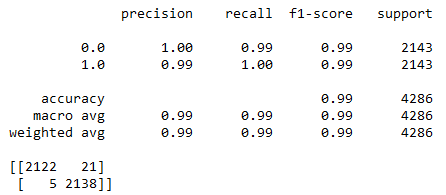 precision recall f1-score support
0.0 1.00 0.99 0.99 2143
1.0 0.99 1.00 0.99 2143
accuracy 0.99 4286
macro avg 0.99 0.99 0.99 4286
weighted avg 0.99 0.99 0.99 4286
[[2122 21]
[ 5 2138]]